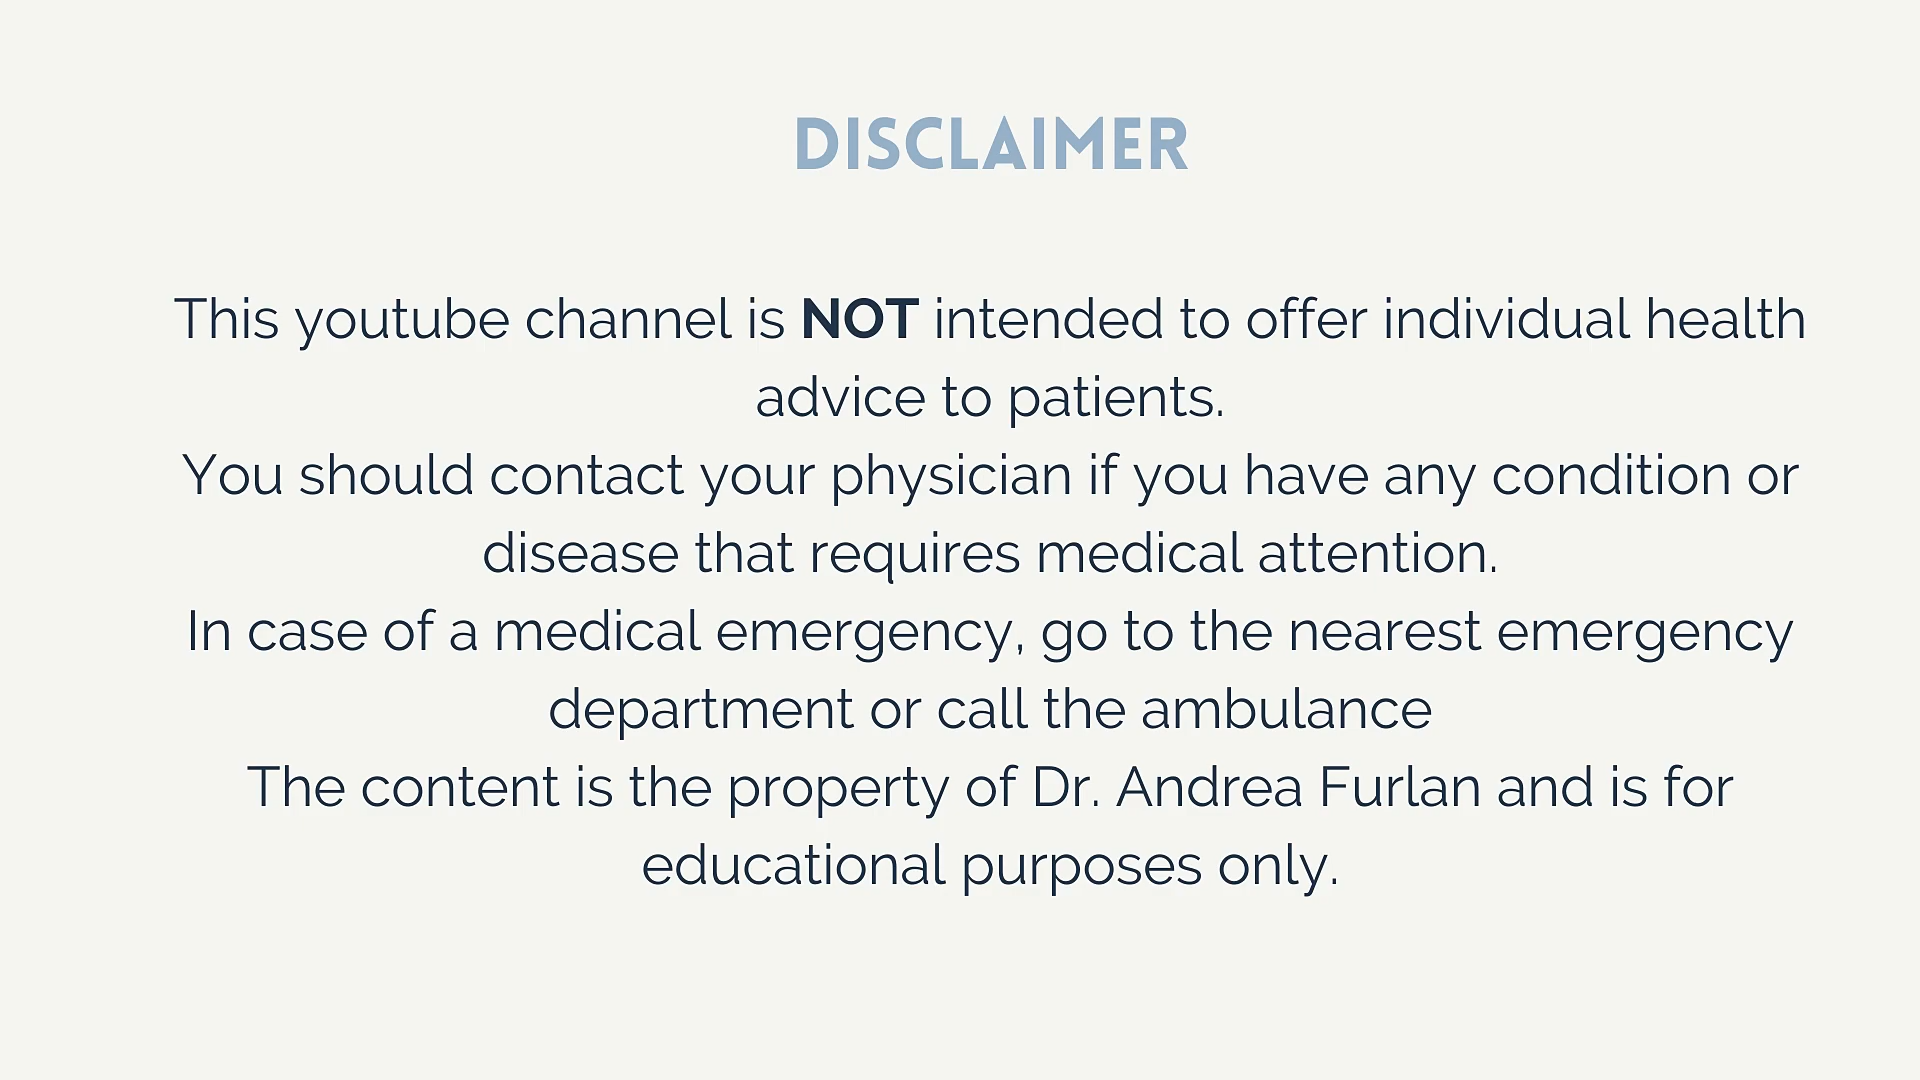 DISCLAIMER
This youtube channel is NOT intended to offer individual health
advice to patients.
You should contact your physician if you have any condition or
disease that requires medical attention.
In case of a medical emergency, go to the nearest emergency
department or call the ambulance
The content is the property of Dr. Andrea Furlan and is for
educational purposes only.